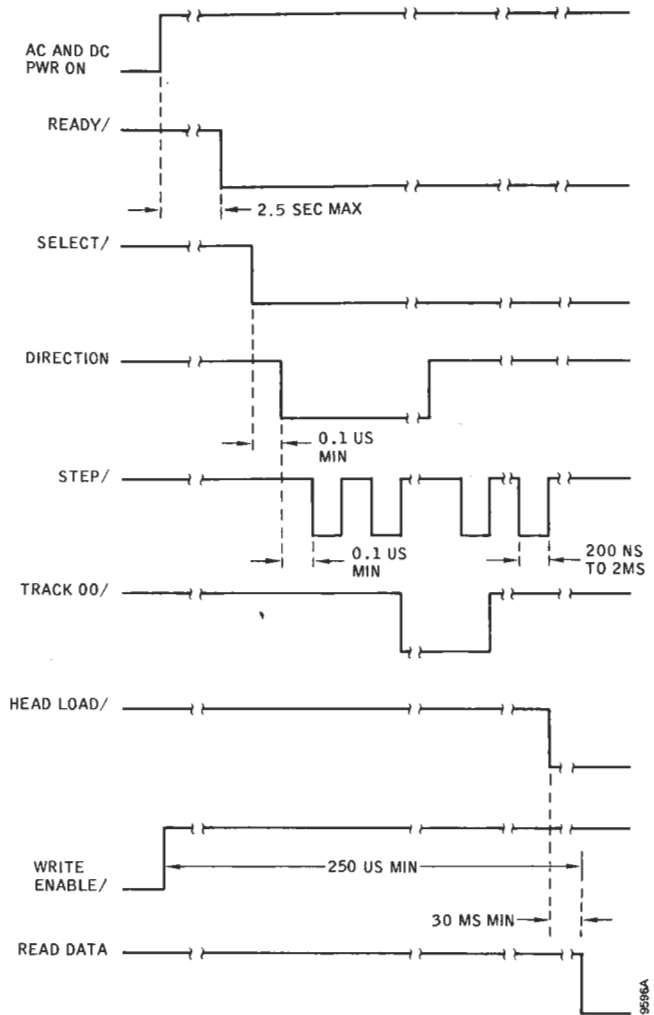 AC AND DC
PWR ON
READY/
2.5 SEC MAX
SELECT/
DIRECTION
0.1 US
MIN
STEP/
0.1 US
MIN
200 NS
TO 2MS
TRACK 00/
HEAD LOAD/
250 US MIN
WRITE
ENABLE/
30 MS MIN
READ DATA
9596A